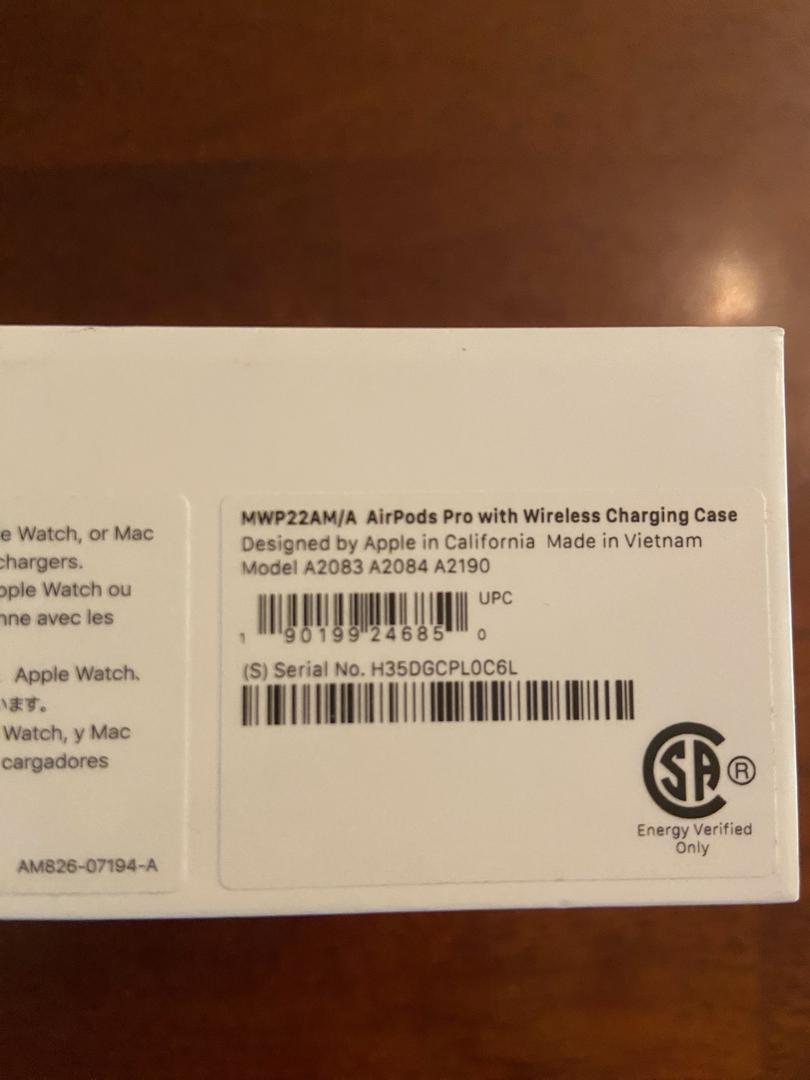 e Watch, or Mac
chargers.
pple Watch ou
nne avec les
Apple Watch、
います。
Watch, y Mac
cargadores
AM826-07194-A
MWP22AM/A AirPods Pro with Wireless Charging Case
Designed by Apple in California Made in Vietnam
Model A2083 A2084 A2190
UPC
1 90199 24685 0
(S) Serial No. H35DGCPL0C6L
CSA®
Energy Verified
Only